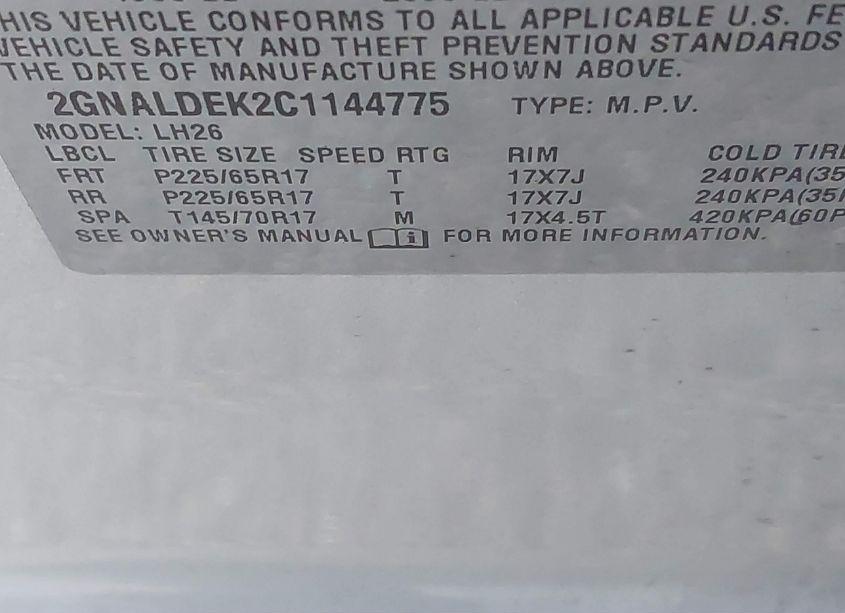 HIS VEHICLE CONFORMS TO ALL APPLICABLE U.S. FE
VEHICLE SAFETY AND THEFT PREVENTION STANDARDS
THE DATE OF MANUFACTURE SHOWN ABOVE.
2GNALDEK2C1144775 TYPE: M.P.V.
MODEL: LH26
LBCL TIRE SIZE SPEED RTG RIM COLD TIRE
FRT P225/65R17 T 17X7J 240KPA(35
RR P225/65R17 T 17X7J 240KPA(35
SPA T145/70R17 M 17X4.5T 420KPA(60P
SEE OWNER'S MANUAL FOR MORE INFORMATION.